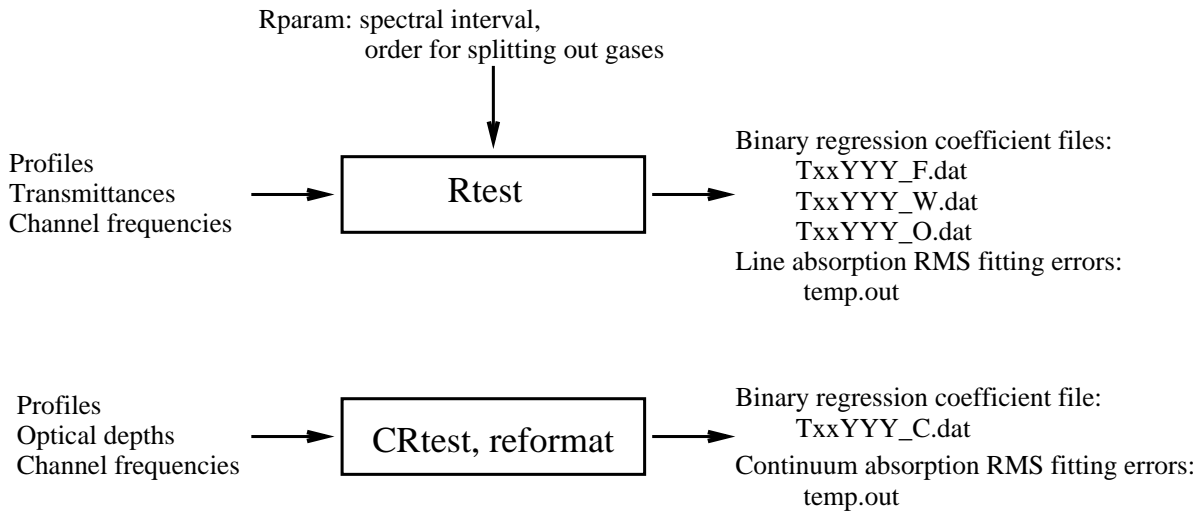 Rparam: spectral interval,
order for splitting out gases
Profiles
Transmittances
Channel frequencies
Rtest
Binary regression coefficient files:
TxxYYY_F.dat
TxxYYY_W.dat
TxxYYY_O.dat
Line absorption RMS fitting errors:
temp.out
Profiles
Optical depths
Channel frequencies
CRtest, reformat
Binary regression coefficient file:
TxxYYY_C.dat
Continuum absorption RMS fitting errors:
temp.out